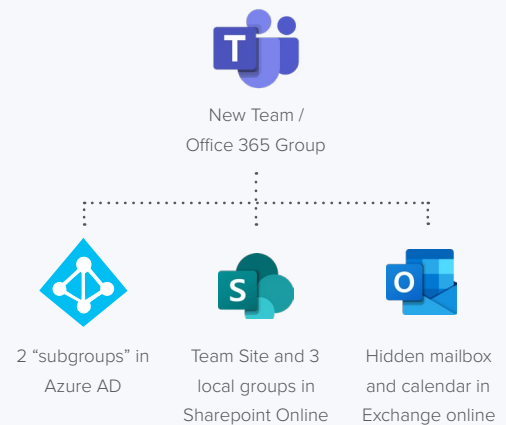 T
New Team /
Office 365 Group
S
O
2 “subgroups” in
Azure AD
Team Site and 3
local groups in
Sharepoint Online
Hidden mailbox
and calendar in
Exchange online